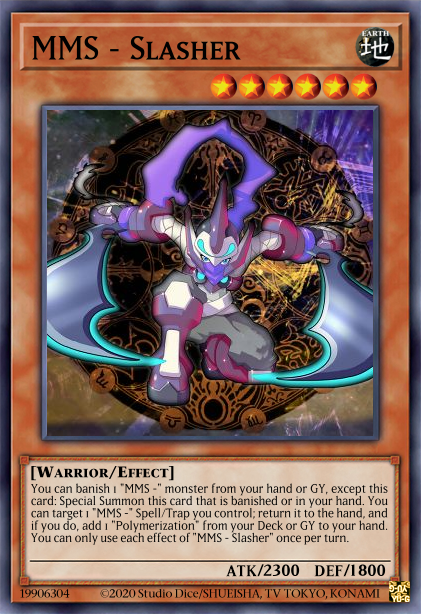 MMS - Slasher
EARTH
地
[Warrior/Effect]
You can banish 1 "MMS -" monster from your hand or GY, except this
card: Special Summon this card that is banished or in your hand. You
can target 1 "MMS -" Spell/Trap you control; return it to the hand, and
if you do, add 1 "Polymerization" from your Deck or GY to your hand.
You can only use each effect of "MMS - Slasher" once per turn.
ATK/2300 DEF/1800
19906304 ©2020 Studio Dice/SHUEISHA, TV TOKYO, KONAMI